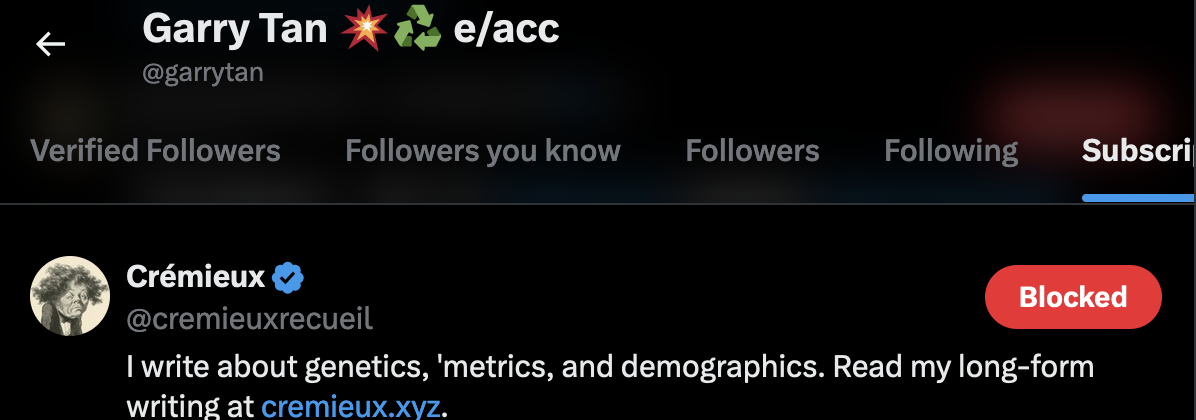 Garry Tan 💥♻️ e/acc
@garrytan
Verified Followers Followers you know Followers Following Subscri
Crémieux
@cremieuxrecueil
Blocked
I write about genetics, 'metrics, and demographics. Read my long-form
writing at cremieux.xyz.